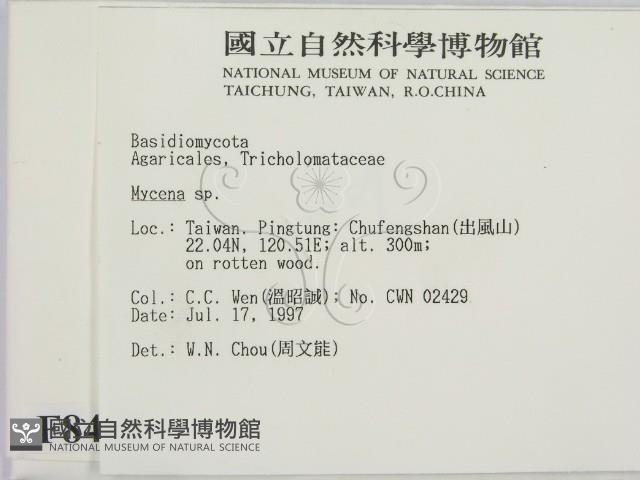 國立自然科學博物館
NATIONAL MUSEUM OF NATURAL SCIENCE
TAICHUNG, TAIWAN, R.O.CHINA
Basidiomycota
Agaricales, Tricholomataceae
Mycena sp.
Loc.: Taiwan. Pingtung: Chufengshan(出風山)
22.04N, 120.51E; alt. 300m;
on rotten wood.
Col.: C.C. Wen(溫昭誠); No. CWN 02429
Date: Jul. 17, 1997
Det.: W.N. Chou(周文能)
F84
國立自然科學博物館
NATIONAL MUSEUM OF NATURAL SCIENCE